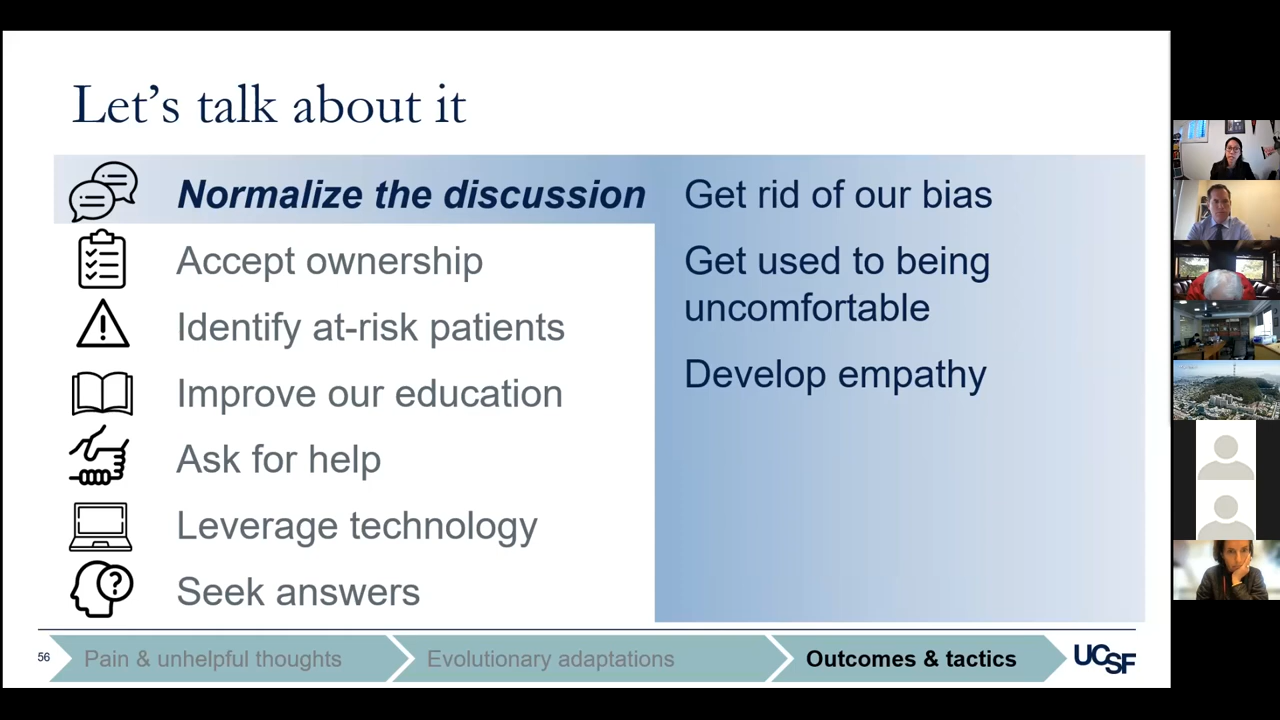 Let's talk about it
Normalize the discussion
Accept ownership
Identify at-risk patients
Improve our education
Ask for help
Leverage technology
Seek answers
Get rid of our bias
Get used to being
uncomfortable
Develop empathy
56
Pain & unhelpful thoughts
Evolutionary adaptations
Outcomes & tactics
UCSF